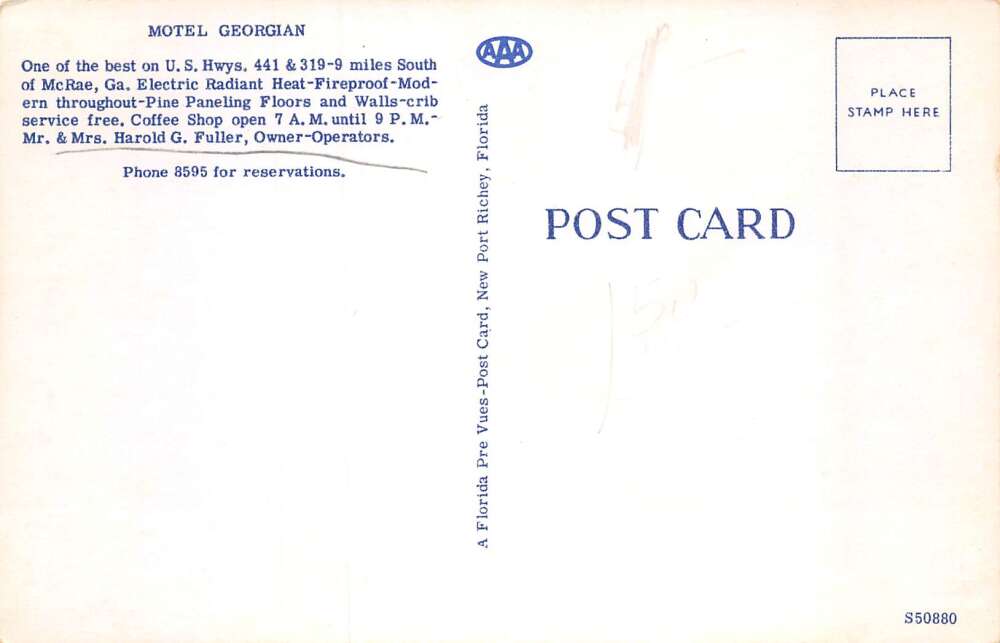 MOTEL GEORGIAN
One of the best on U.S. Hwys. 441 & 319-9 miles South
of McRae, Ga. Electric Radiant Heat-Fireproof-Mod-
ern throughout-Pine Paneling Floors and Walls-crib
service free. Coffee Shop open 7 A.M. until 9 P.M.-
Mr. & Mrs. Harold G. Fuller, Owner-Operators.
Phone 8595 for reservations.
A Florida Pre Vues-Post Card, New Port Richey, Florida
AAA
PLACE
STAMP HERE
POST CARD
S50880